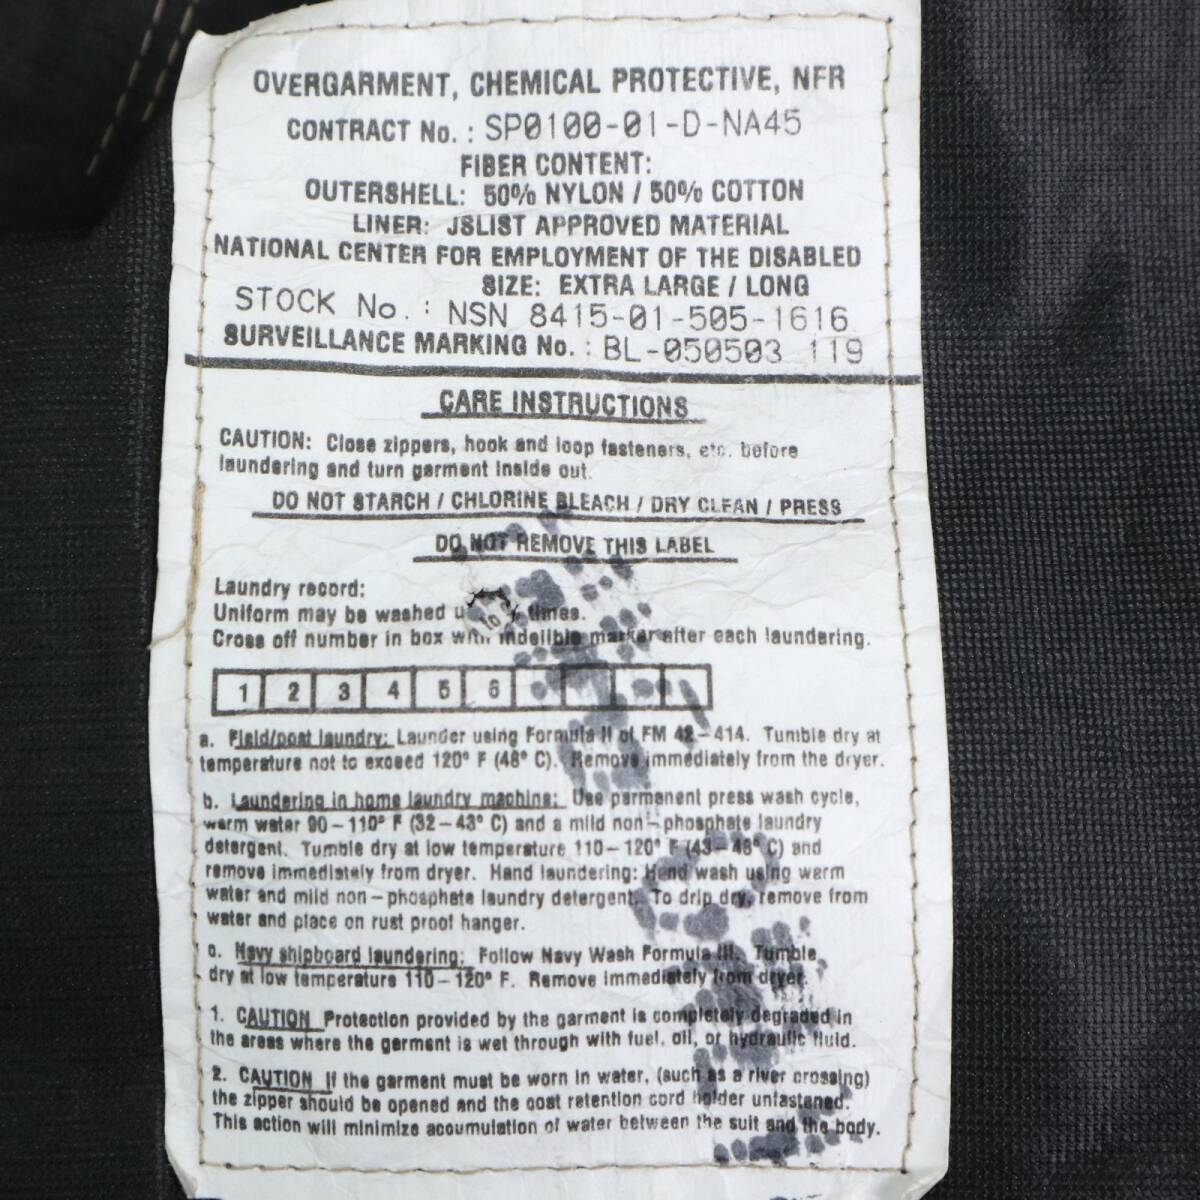 OVERGARMENT, CHEMICAL PROTECTIVE, NFR
CONTRACT No. : SP0100-01-D-NA45
FIBER CONTENT:
OUTERSHELL: 50% NYLON / 50% COTTON
LINER: JSLIST APPROVED MATERIAL
NATIONAL CENTER FOR EMPLOYMENT OF THE DISABLED
SIZE: EXTRA LARGE / LONG
STOCK No. : NSN 8415-01-505-1616
SURVEILLANCE MARKING No. : BL-050503 119
CARE INSTRUCTIONS
CAUTION: Close zippers, hook and loop fasteners, etc. before
laundering and turn garment inside out.
DO NOT STARCH / CHLORINE BLEACH / DRY CLEAN / PRESS
DO NOT REMOVE THIS LABEL
Laundry record:
Uniform may be washed times.
Cross off number in box with indelible marker after each laundering.
1 2 3 4 5 6
a. Field/post laundry: Launder using Formula II of FM 42-414. Tumble dry at
temperature not to exceed 120° F (48° C). Remove immediately from the dryer.
b. Laundering in home laundry machine: Use permanent press wash cycle,
warm water 90-110° F (32-43° C) and a mild non-phosphate laundry
detergent. Tumble dry at low temperature 110-120° F (43-48° C) and
remove immediately from dryer. Hand laundering: Hand wash using warm
water and mild non-phosphate laundry detergent. To drip dry, remove from
water and place on rust proof hanger.
c. Navy shipboard laundering: Follow Navy Wash Formula III. Tumble
dry at low temperature 110-120° F. Remove immediately from dryer.
1. CAUTION Protection provided by the garment is completely degraded in
the areas where the garment is wet through with fuel, oil, or hydraulic fluid.
2. CAUTION If the garment must be worn in water, (such as a river crossing)
the zipper should be opened and the coat retention cord holder unfastened.
This action will minimize accumulation of water between the suit and the body.